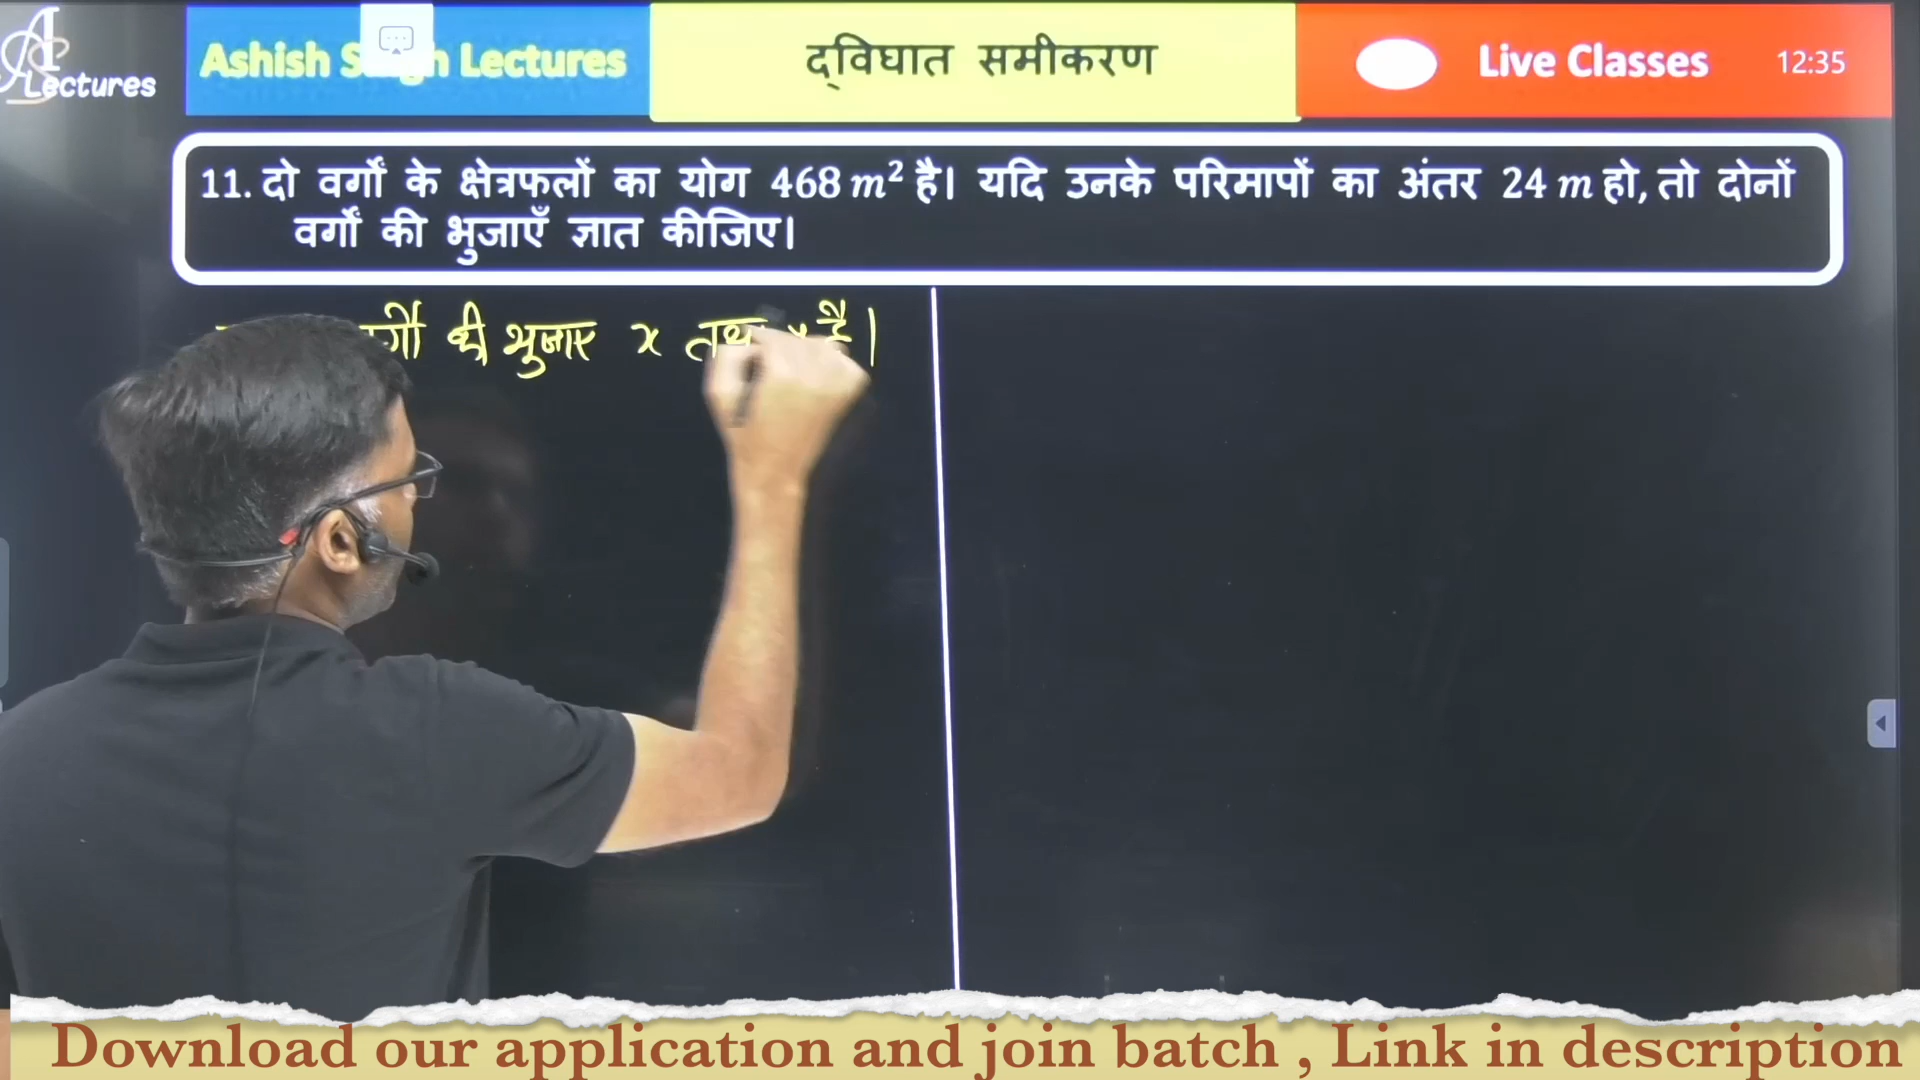 Lectures
Ashish S gh Lectures
द्विघात समीकरण
Live Classes
12:35
11. दो वर्गों के क्षेत्रफलों का योग 468 m² है। यदि उनके परिमापों का अंतर 24 m हो, तो दोनों
वर्गों की भुजाएँ ज्ञात कीजिए।
की भुजाए x है।
Download our application and join batch , Link in description